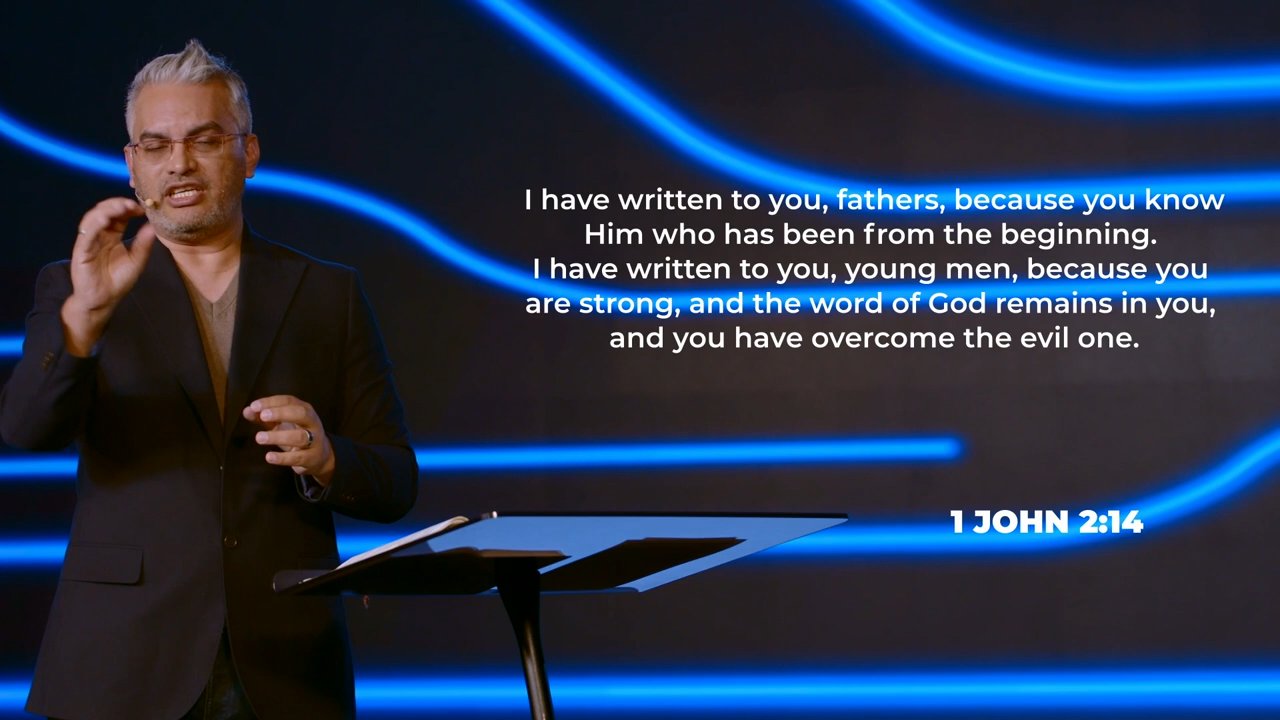 I have written to you, fathers, because you know
Him who has been from the beginning.
I have written to you, young men, because you
are strong, and the word of God remains in you,
and you have overcome the evil one.
1 JOHN 2:14